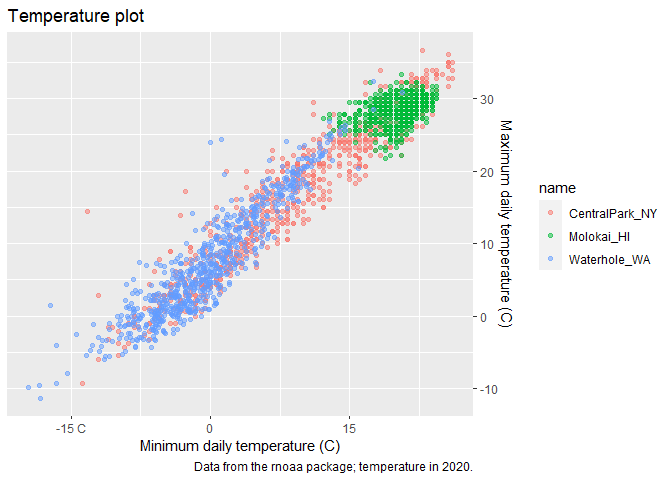 Temperature plot
30
20
10
0
-10
Maximum daily temperature (C)
-15 C
0
15
Minimum daily temperature (C)
name
CentralPark_NY
Molokai_HI
Waterhole_WA
Data from the rnoaa package; temperature in 2020.